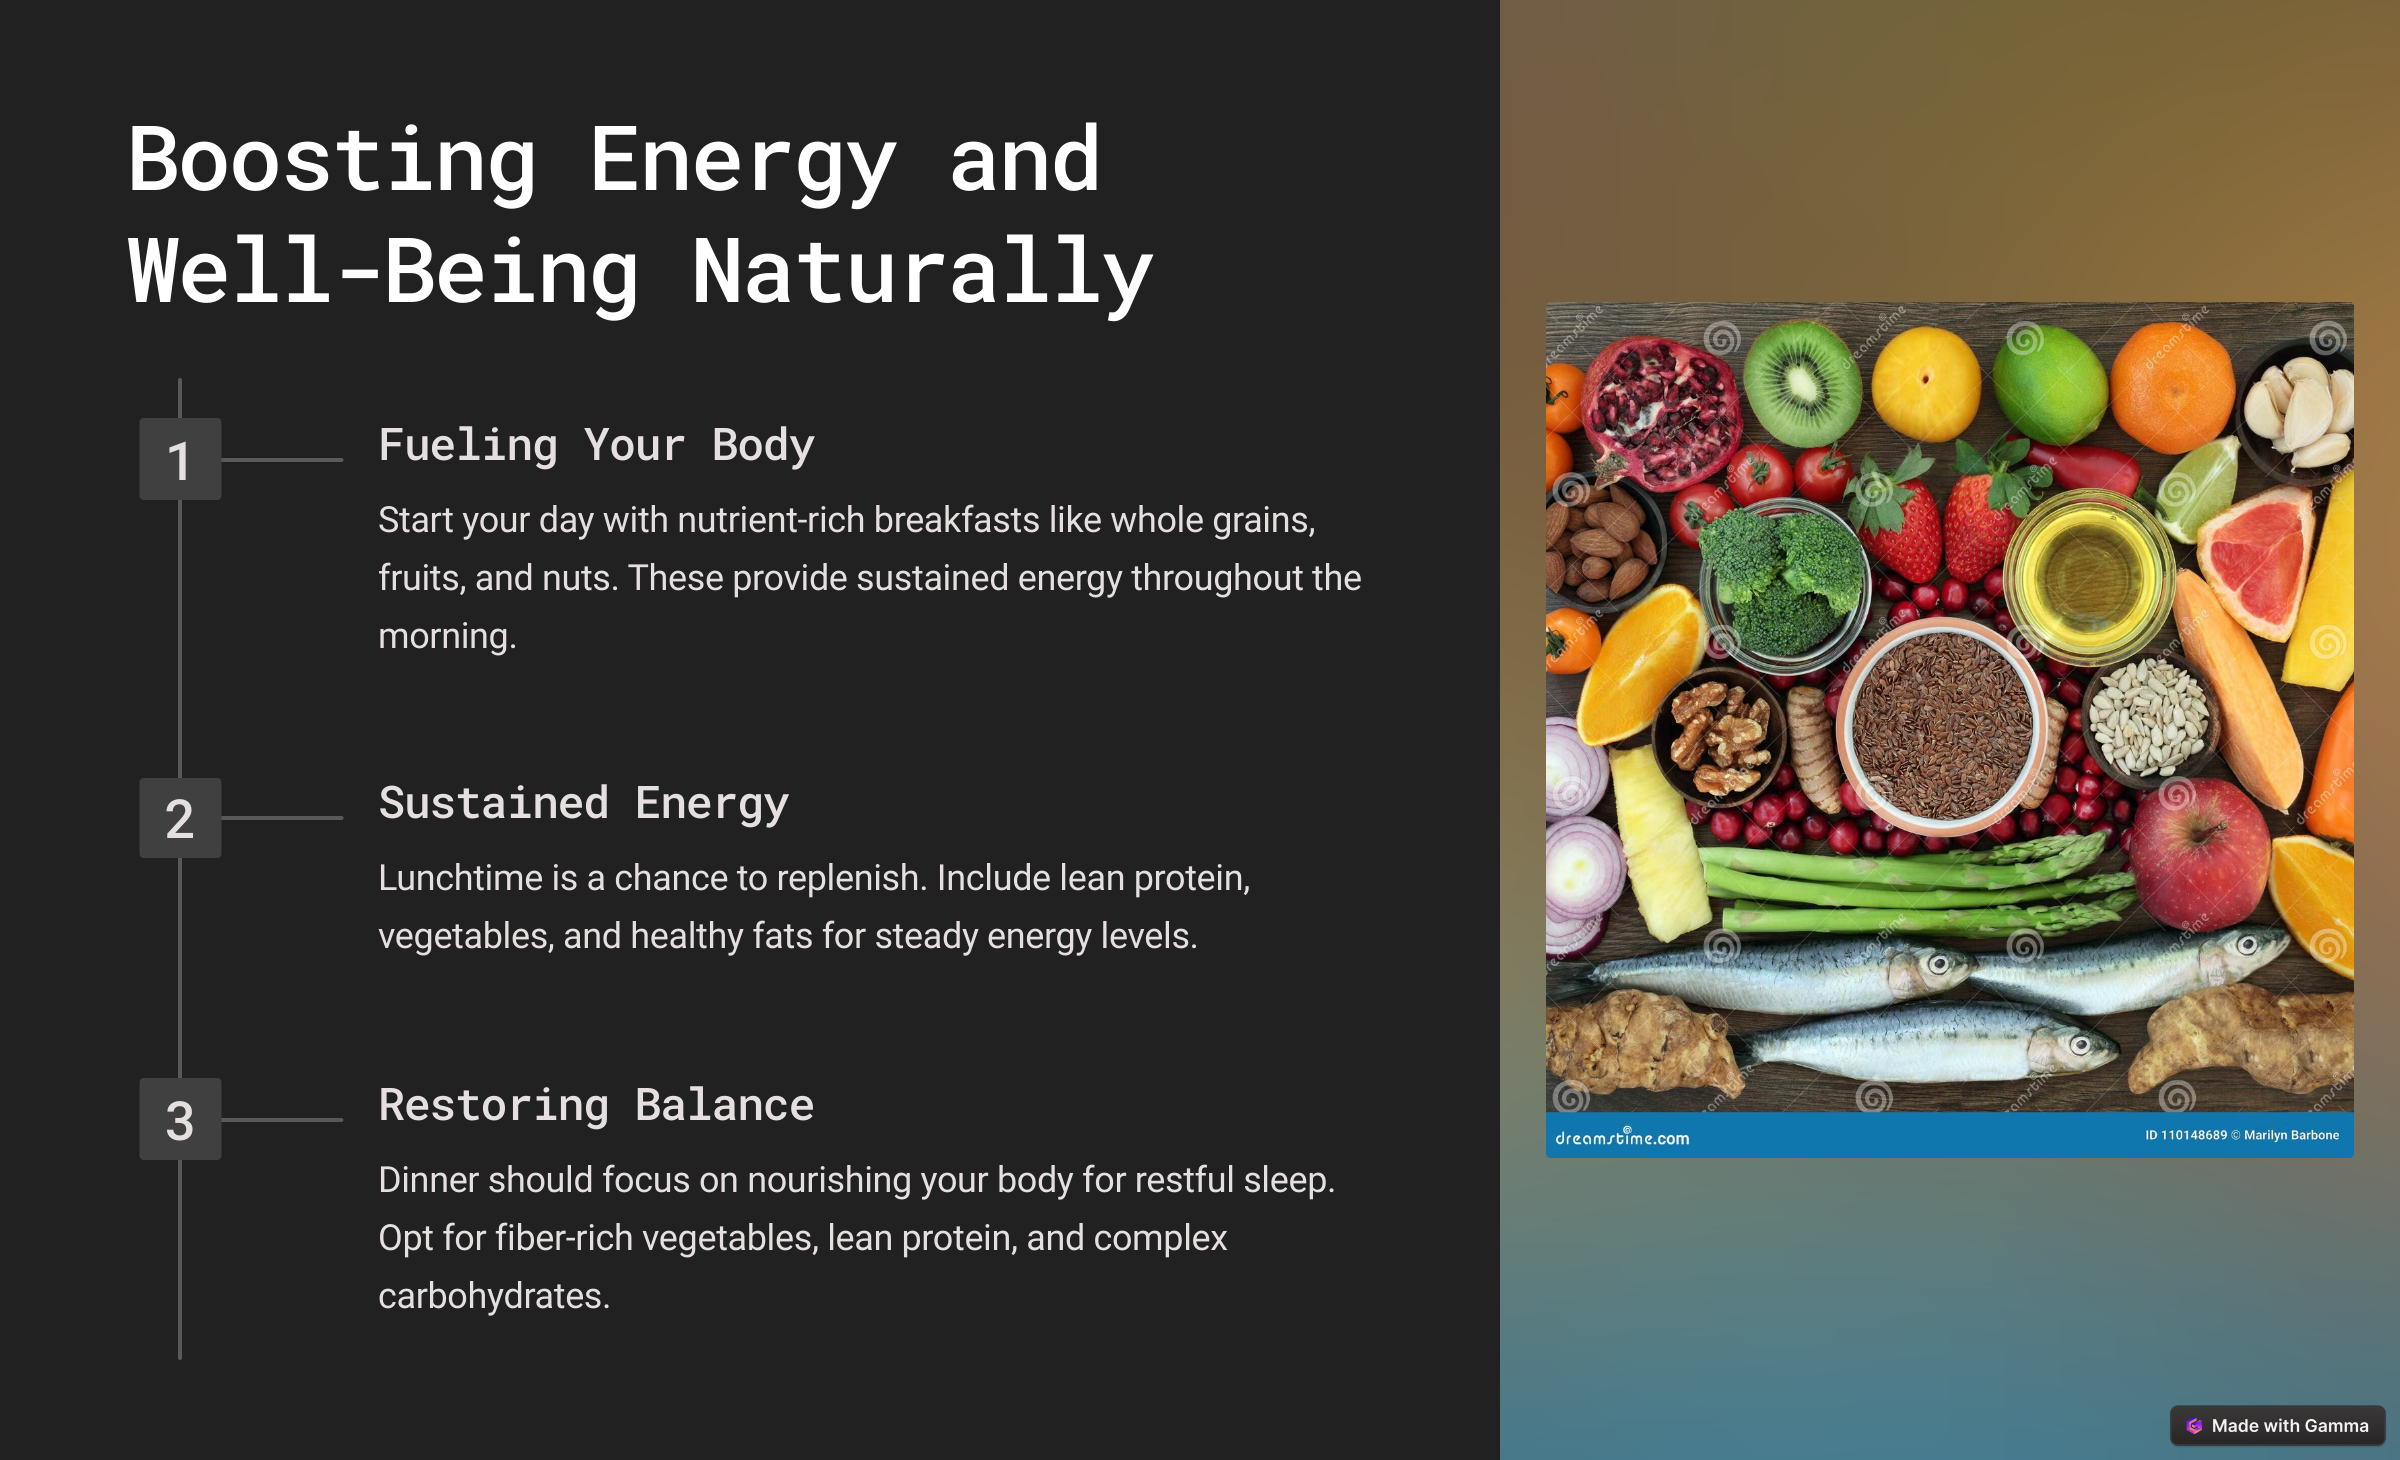 Boosting Energy and
Well-Being Naturally
1
Fueling Your Body
Start your day with nutrient-rich breakfasts like whole grains,
fruits, and nuts. These provide sustained energy throughout the
morning.
2
Sustained Energy
Lunchtime is a chance to replenish. Include lean protein,
vegetables, and healthy fats for steady energy levels.
3
Restoring Balance
Dinner should focus on nourishing your body for restful sleep.
Opt for fiber-rich vegetables, lean protein, and complex
carbohydrates.
dreamstime
dreamstime.com
ID 110148689 © Marilyn Barbone
Made with Gamma